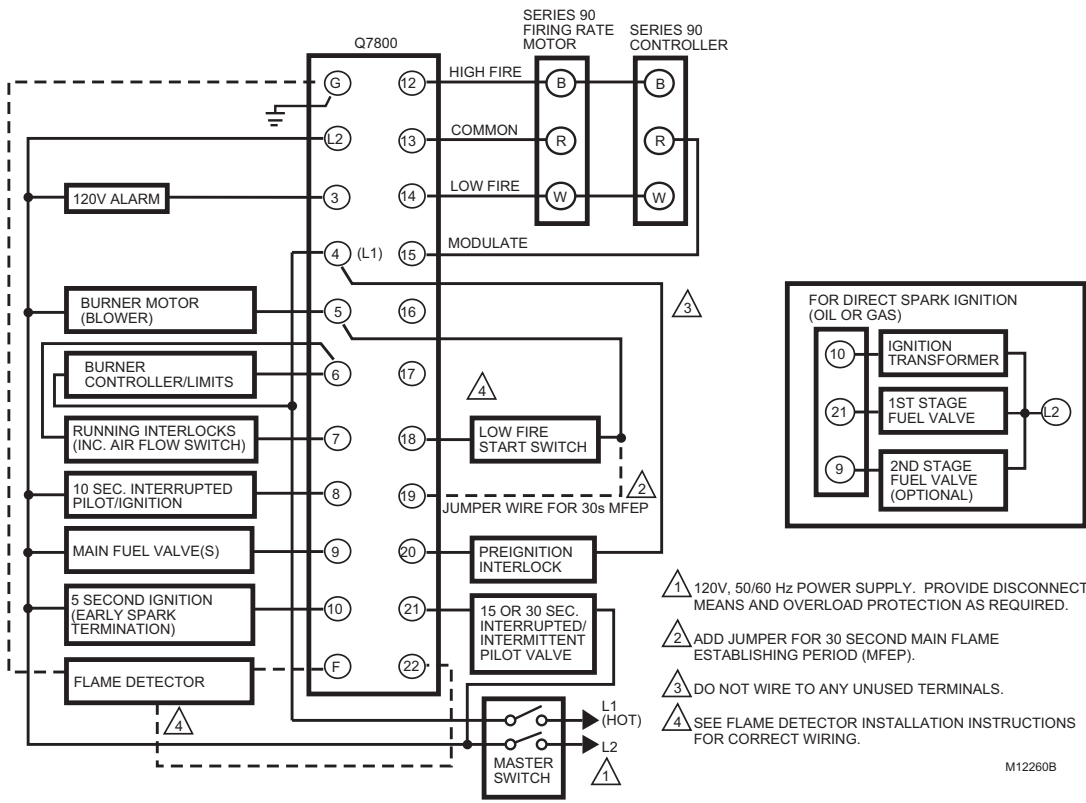 Q7800
SERIES 90
FIRING RATE
MOTOR
SERIES 90
CONTROLLER
G
12
HIGH FIRE
B
B
L2
13
COMMON
R
R
120V ALARM
3
14
LOW FIRE
W
W
4
(L1)
15
MODULATE
3
BURNER MOTOR
(BLOWER)
5
16
BURNER
CONTROLLER/LIMITS
6
17
4
RUNNING INTERLOCKS
(INC. AIR FLOW SWITCH)
7
18
LOW FIRE
START SWITCH
10 SEC. INTERRUPTED
PILOT/IGNITION
8
19
2
JUMPER WIRE FOR 30s MFEP
MAIN FUEL VALVE(S)
9
20
PREIGNITION
INTERLOCK
5 SECOND IGNITION
(EARLY SPARK
TERMINATION)
10
21
15 OR 30 SEC.
INTERRUPTED/
INTERMITTENT
PILOT VALVE
FLAME DETECTOR
F
22
4
L1
(HOT)
L2
MASTER
SWITCH
1
FOR DIRECT SPARK IGNITION
(OIL OR GAS)
10
IGNITION
TRANSFORMER
21
1ST STAGE
FUEL VALVE
L2
9
2ND STAGE
FUEL VALVE
(OPTIONAL)
1 120V, 50/60 Hz POWER SUPPLY. PROVIDE DISCONNECT
MEANS AND OVERLOAD PROTECTION AS REQUIRED.
2 ADD JUMPER FOR 30 SECOND MAIN FLAME
ESTABLISHING PERIOD (MFEP).
3 DO NOT WIRE TO ANY UNUSED TERMINALS.
4 SEE FLAME DETECTOR INSTALLATION INSTRUCTIONS
FOR CORRECT WIRING.
M12260B